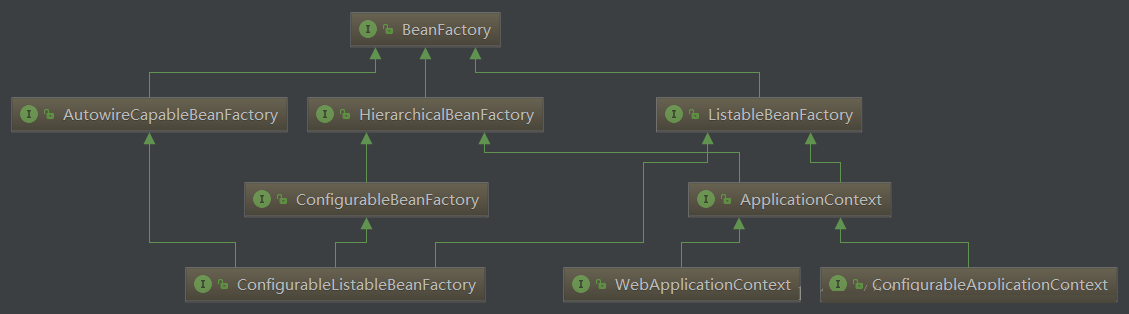 BeanFactory
AutowireCapableBeanFactory
HierarchicalBeanFactory
ListableBeanFactory
ConfigurableBeanFactory
ApplicationContext
ConfigurableListableBeanFactory
WebApplicationContext
ConfigurableApplicationContext